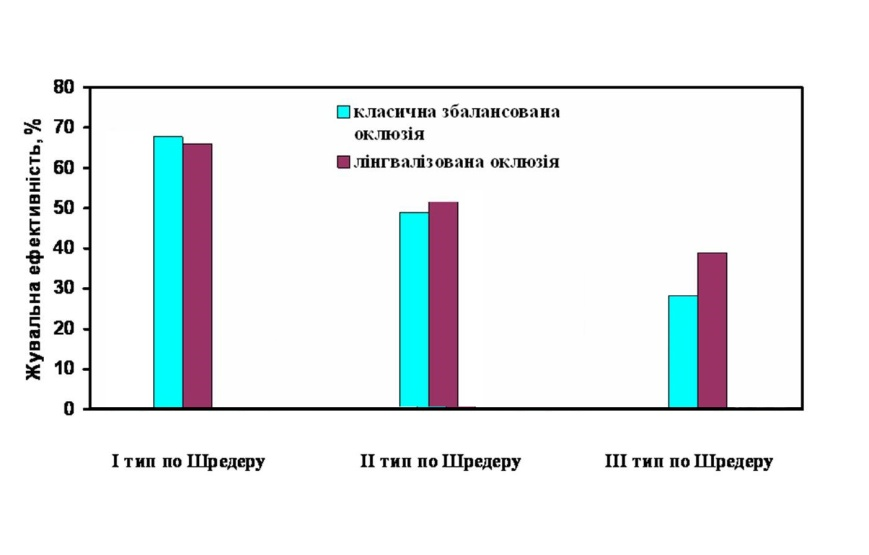 Жувальна ефективність, %
80
70
60
50
40
30
20
10
0
класична збалансована
оклюзія
лінгвалізована оклюзія
I тип по Шредеру
II тип по Шредеру
III тип по Шредеру